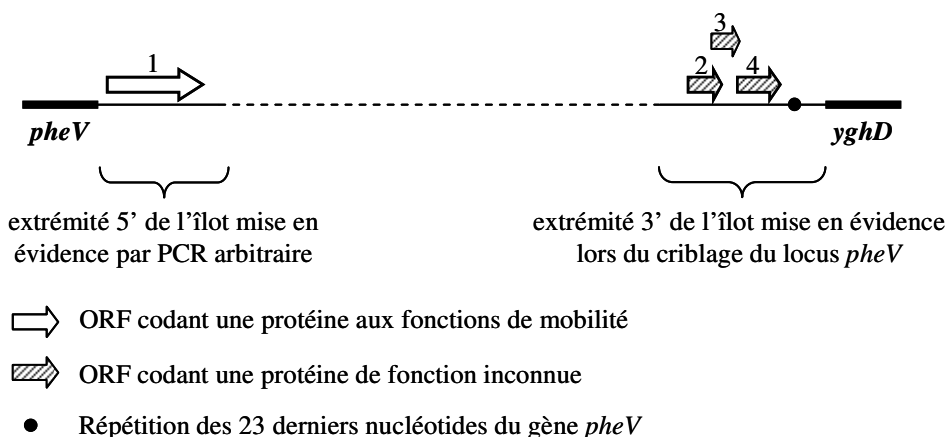 3
1
2
4
pheV
yghD
extrémité 5’ de l’îlot mise en
évidence par PCR arbitraire
extrémité 3’ de l’îlot mise en évidence
lors du criblage du locus pheV
ORF codant une protéine aux fonctions de mobilité
ORF codant une protéine de fonction inconnue
Répétition des 23 derniers nucléotides du gène pheV